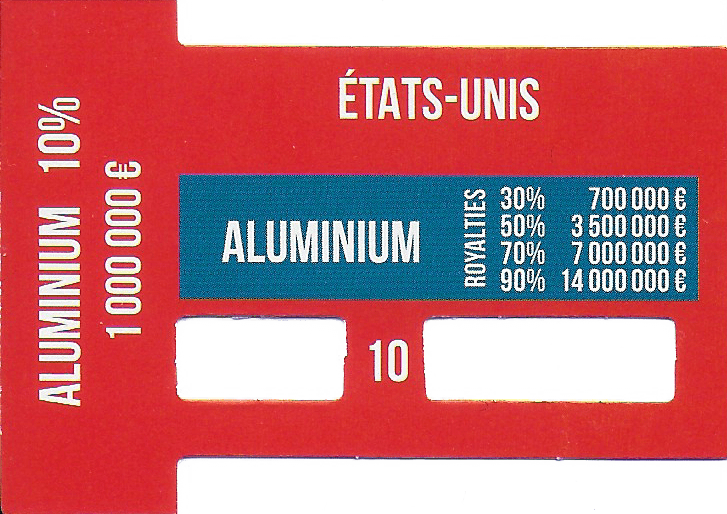 ALUMINIUM 10%
1 000 000 €
ÉTATS-UNIS
ALUMINIUM
ROYALTIES
30% 700 000 €
50% 3 500 000 €
70% 7 000 000 €
90% 14 000 000 €
10